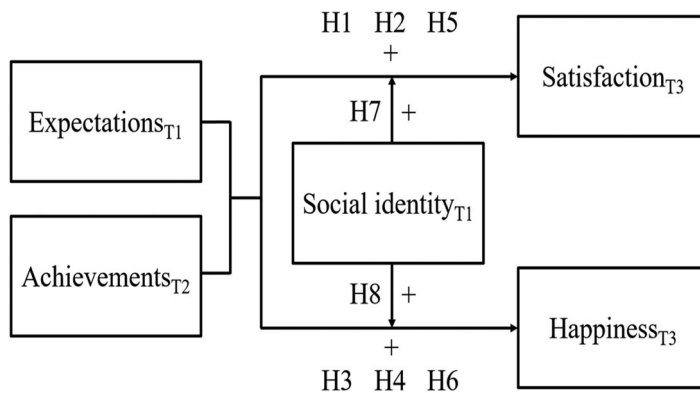 H1 H2 H5
+
Expectations_T1
Satisfaction_T3
H7 +
Social identity_T1
Achievements_T2
H8 +
Happiness_T3
+
H3 H4 H6